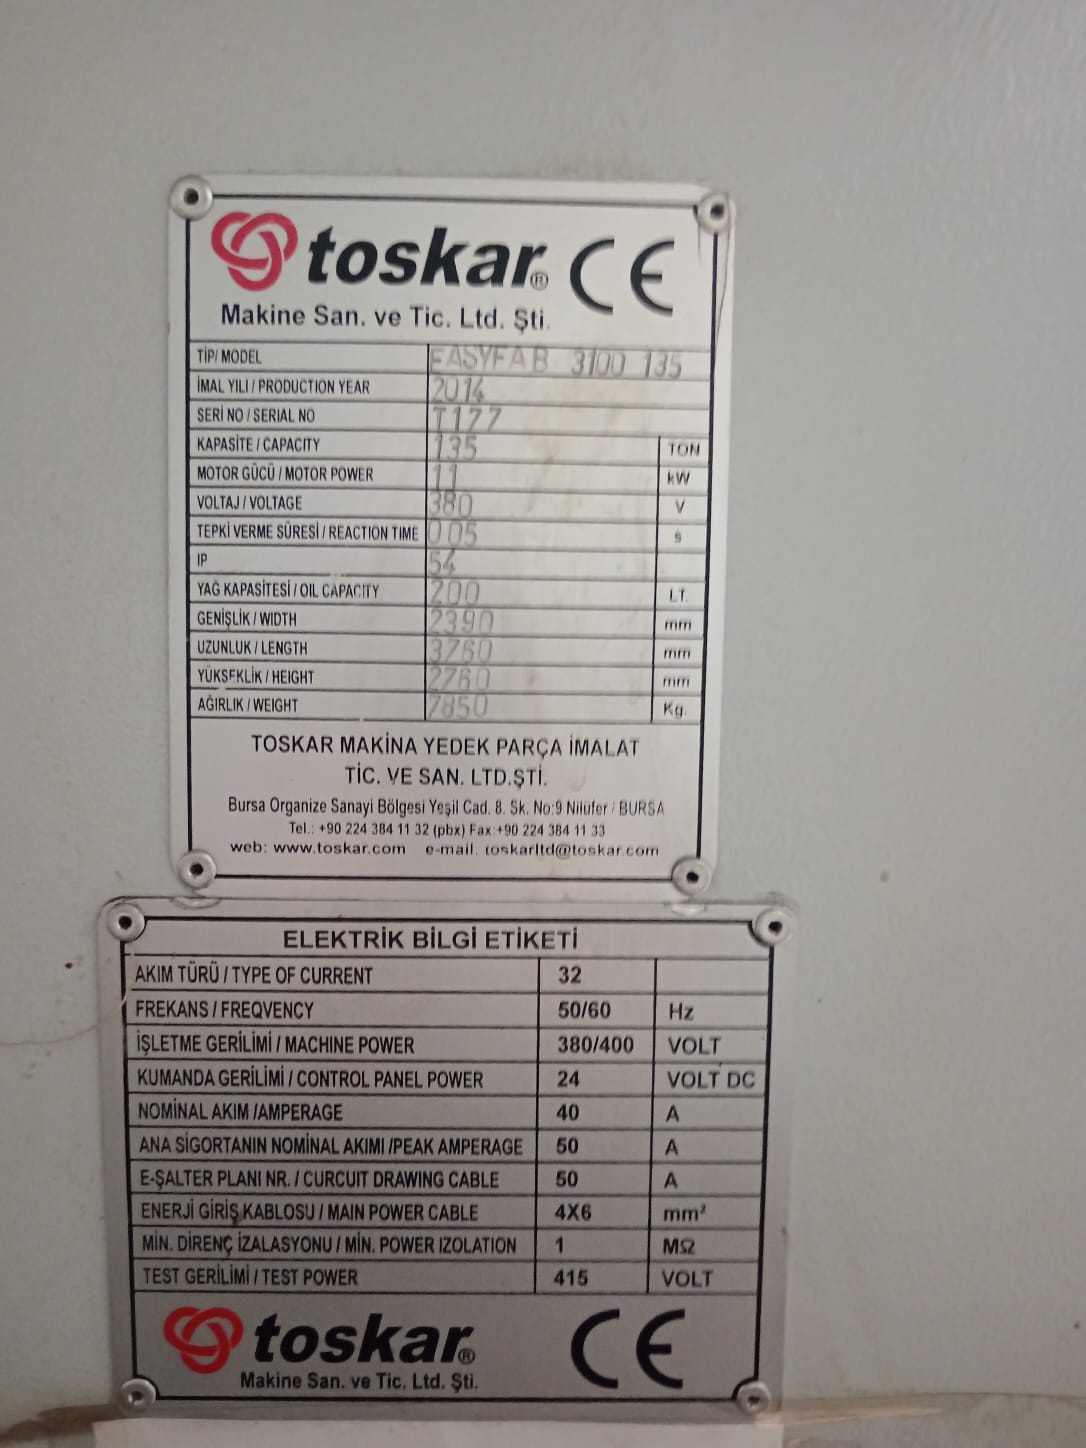 toskar® CE
Makine San. ve Tic. Ltd. Şti.
TİP/ MODEL EASYFAB 3100 135
İMAL YILI / PRODUCTION YEAR 2014
SERİ NO / SERIAL NO T177
KAPASİTE / CAPACITY 135 TON
MOTOR GÜCÜ / MOTOR POWER 11 kW
VOLTAJ / VOLTAGE 380 V
TEPKİ VERME SÜRESİ / REACTION TIME 0.05 s
IP 54
YAĞ KAPASİTESİ / OIL CAPACITY 200 LT.
GENİŞLİK / WIDTH 2390 mm
UZUNLUK / LENGTH 3760 mm
YÜKSEKLİK / HEIGHT 2760 mm
AĞIRLIK / WEIGHT 7850 Kg.
TOSKAR MAKİNA YEDEK PARÇA İMALAT
TİC. VE SAN. LTD.ŞTİ.
Bursa Organize Sanayi Bölgesi Yeşil Cad. 8. Sk. No:9 Nilüfer / BURSA
Tel.: +90 224 384 11 32 (pbx) Fax:+90 224 384 11 33
web: www.toskar.com e-mail. toskarltd@toskar.com
ELEKTRİK BİLGİ ETİKETİ
AKIM TÜRÜ / TYPE OF CURRENT 32
FREKANS / FREQVENCY 50/60 Hz
İŞLETME GERİLİMİ / MACHINE POWER 380/400 VOLT
KUMANDA GERİLİMİ / CONTROL PANEL POWER 24 VOLT DC
NOMİNAL AKIM /AMPERAGE 40 A
ANA SİGORTANIN NOMİNAL AKIMI /PEAK AMPERAGE 50 A
E-ŞALTER PLANI NR. / CURCUIT DRAWING CABLE 50 A
ENERJİ GİRİŞ KABLOSU / MAIN POWER CABLE 4X6 mm²
MİN. DİRENÇ İZALASYONU / MİN. POWER IZOLATION 1 MΩ
TEST GERİLİMİ / TEST POWER 415 VOLT
toskar® CE
Makine San. ve Tic. Ltd. Şti.